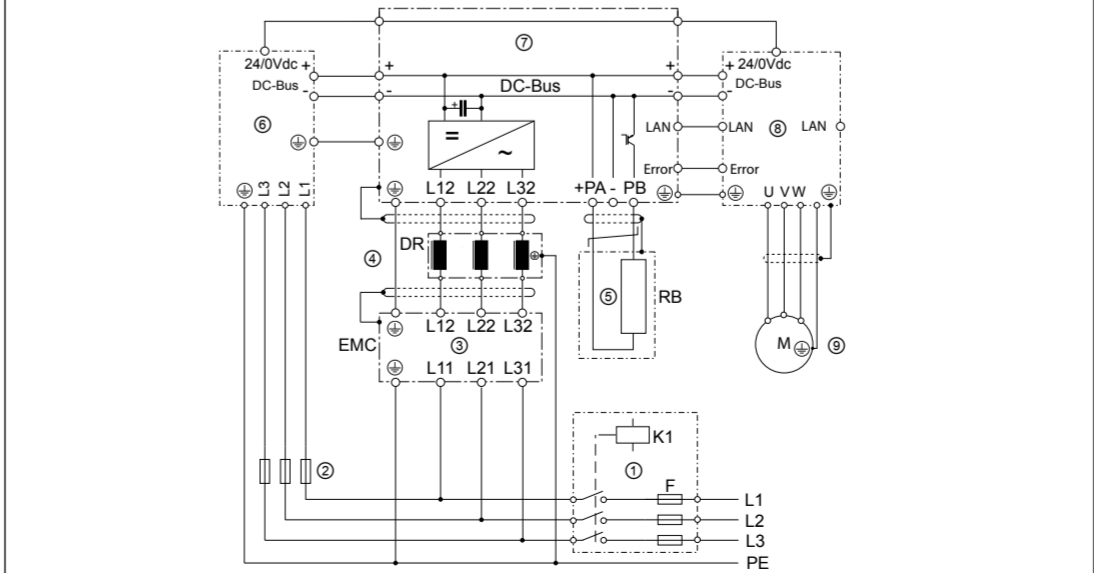 ⑦
24/0Vdc + + + + 24/0Vdc
DC-Bus DC-Bus DC-Bus
- - - -
⑥ = ~ LAN LAN ⑧ LAN
Error Error
L3 L2 L1 L12 L22 L32 +PA - PB U V W
DR
④
⑤ RB
L12 L22 L32
EMC ③
M ⑨
L11 L21 L31
K1
② ①
F
L1
L2
L3
PE